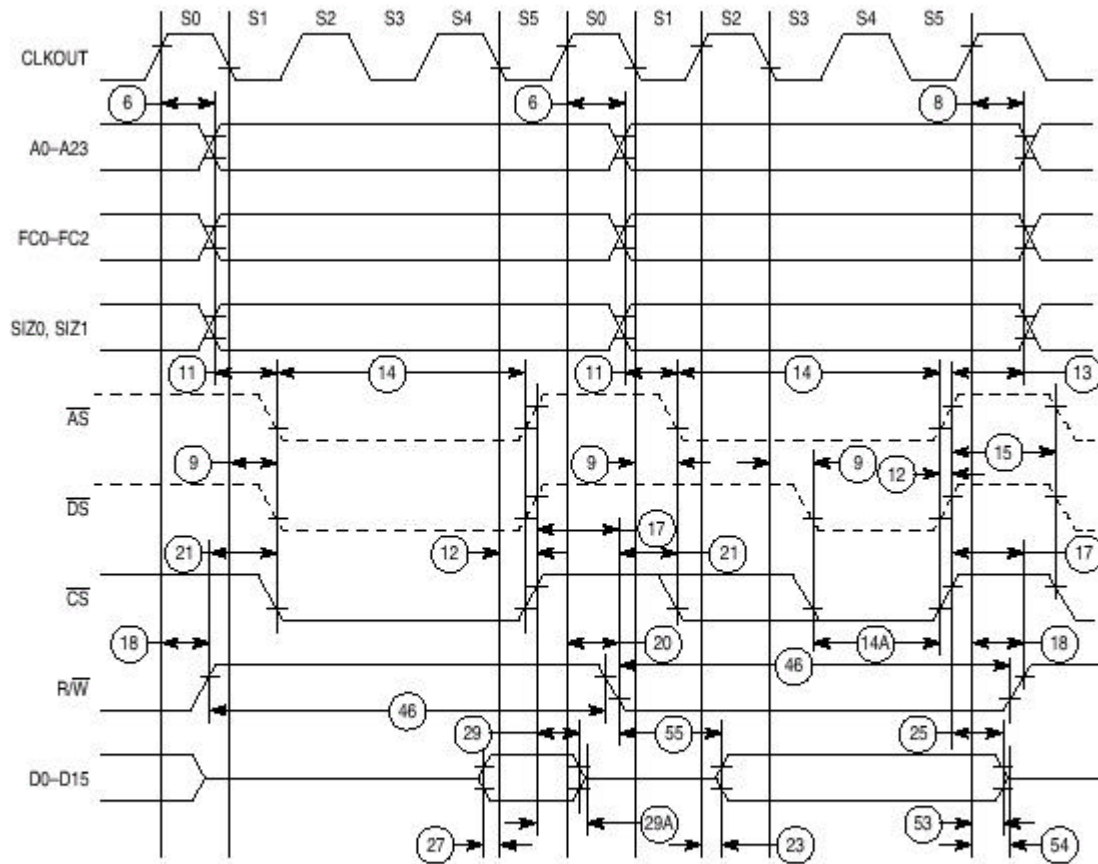 S0 S1 S2 S3 S4 S5 S0 S1 S2 S3 S4 S5
CLKOUT
6 6 8
A0–A23
FC0–FC2
SIZ0, SIZ1
11 14 11 14 13
AS
9 9 9 12 15
DS
21 12 17 21 17
CS
18 20 14A 18
46
R/W
46
29 55 25
D0–D15
27 29A 23 53 54